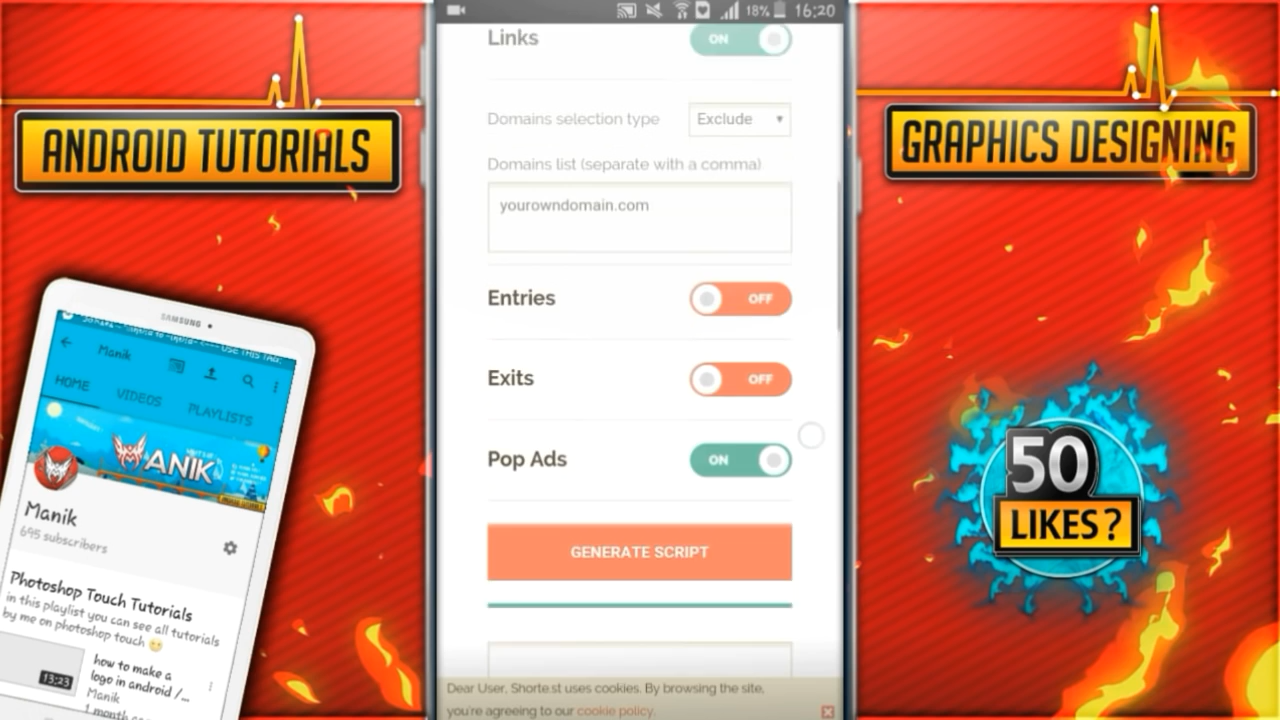 ANDROID TUTORIALS
SAMSUNG
Manik
HOME
VIDEOS
PLAYLISTS
MANIK
Manik
695 subscribers
Photoshop Touch Tutorials
in this playlist you can see all tutorials
by me on photoshop touch 😁
13:23
how to make a
logo in android /...
Manik
1 month
18%
16:20
Links
ON
Domains selection type
Exclude
Domains list (separate with a comma)
yourowndomain.com
Entries
OFF
Exits
OFF
Pop Ads
ON
GENERATE SCRIPT
Dear User, Shorte.st uses cookies. By browsing the site,
you're agreeing to our cookie policy.
GRAPHICS DESIGNING
50
LIKES?